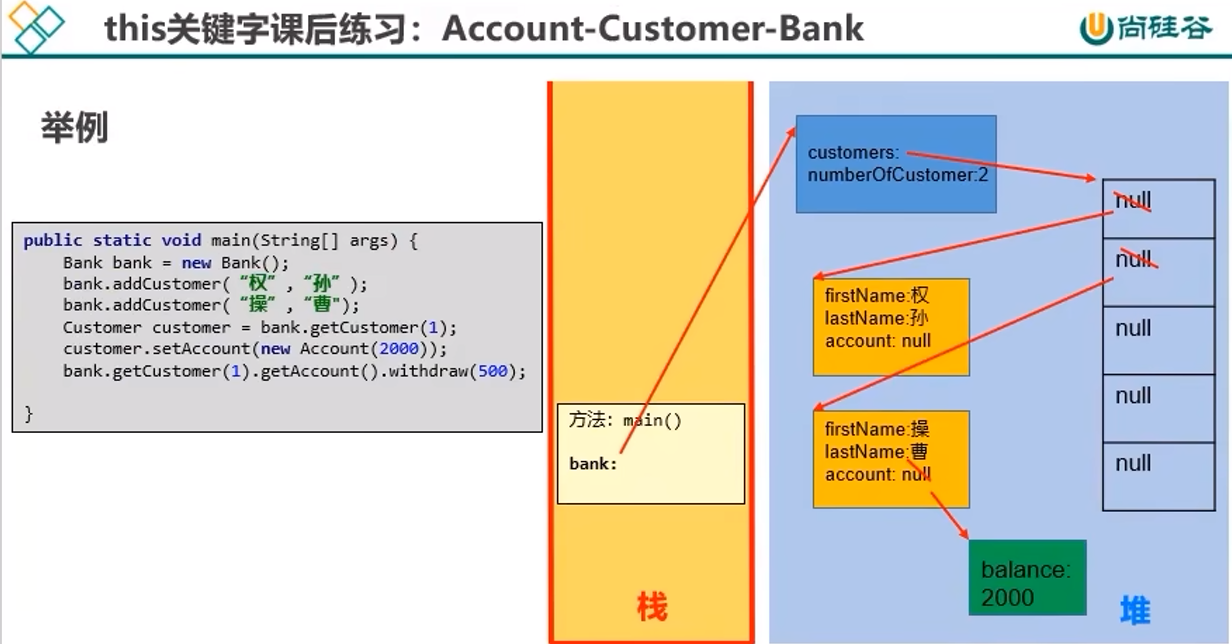 this关键字课后练习：Account-Customer-Bank
尚硅谷
举例
public static void main(String[] args) {
Bank bank = new Bank();
bank.addCustomer( “权” , “孙” );
bank.addCustomer( “操” , “曹");
Customer customer = bank.getCustomer(1);
customer.setAccount(new Account(2000));
bank.getCustomer(1).getAccount().withdraw(500);
}
方法：main()
bank:
栈
customers:
numberOfCustomer:2
null
null
null
null
null
firstName:权
lastName:孙
account: null
firstName:操
lastName:曹
account: null
balance:
2000
堆